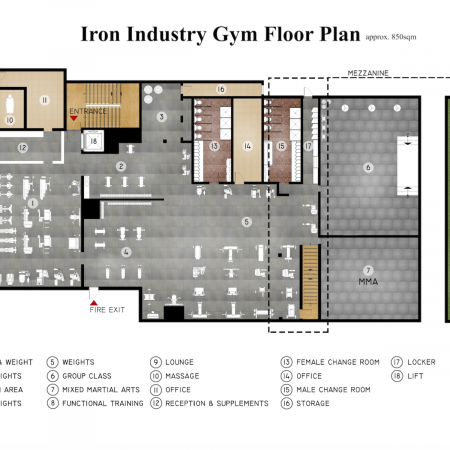 Iron Industry Gym Floor Plan approx. 850sqm
MEZZANINE
ENTRANCE
16
11
10
3
18
12
13
14
15
17
2
6
1
5
4
7
MMA
FIRE EXIT
WEIGHT
5 WEIGHTS
6 GROUP CLASS
7 MIXED MARTIAL ARTS
8 FUNCTIONAL TRAINING
9 LOUNGE
10 MASSAGE
11 OFFICE
12 RECEPTION & SUPPLEMENTS
13 FEMALE CHANGE ROOM
14 OFFICE
15 MALE CHANGE ROOM
16 STORAGE
17 LOCKER
18 LIFT
AREA